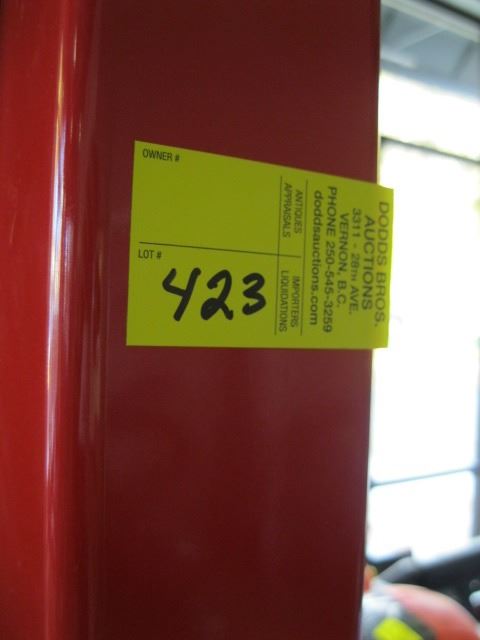 OWNER #
LOT #
423
ANTIQUES
APPRAISALS
IMPORTERS
LIQUIDATIONS
DODDS BROS.
AUCTIONS
3311 - 28TH AVE.
VERNON, B.C.
PHONE 250-545-3259
doddsauctions.com